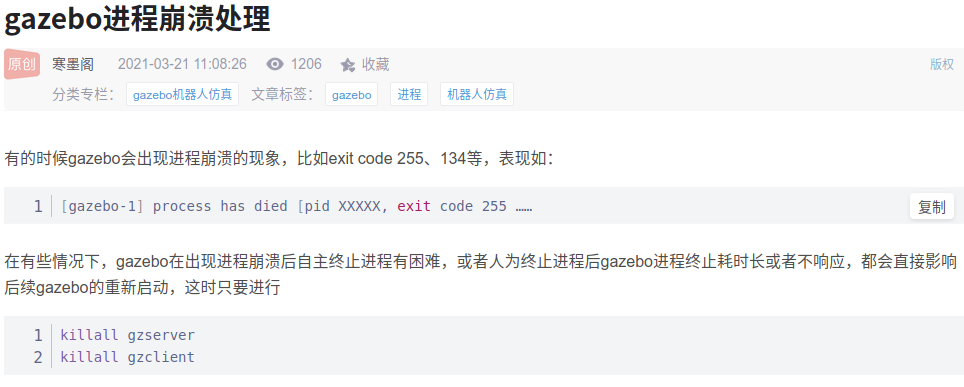 gazebo进程崩溃处理
原创 寒墨阁 2021-03-21 11:08:26 1206 收藏 版权
分类专栏： gazebo机器人仿真 文章标签： gazebo 进程 机器人仿真
有的时候gazebo会出现进程崩溃的现象，比如exit code 255、134等，表现如：
1 [gazebo-1] process has died [pid XXXXX, exit code 255 …… 复制
在有些情况下，gazebo在出现进程崩溃后自主终止进程有困难，或者人为终止进程后gazebo进程终止耗时长或者不响应，都会直接影响
后续gazebo的重新启动，这时只要进行
1 killall gzserver
2 killall gzclient